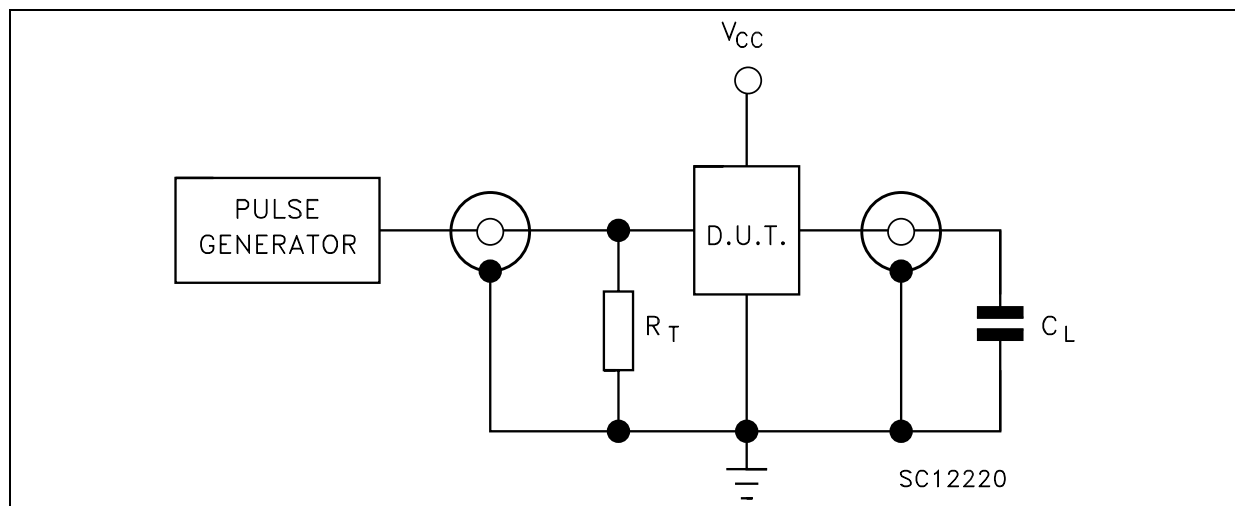 VCC
PULSE
GENERATOR
D.U.T.
RT
CL
SC12220